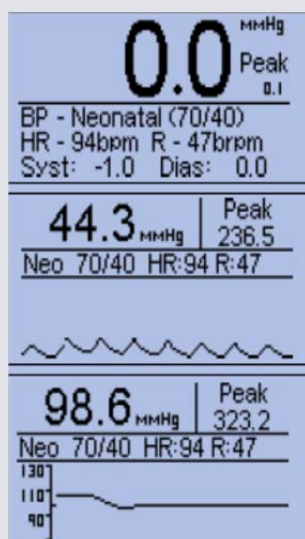 0.0 MMHg
Peak
0.1
BP - Neonatal (70/40)
HR - 94bpm R - 47brpm
Syst: -1.0 Dias: 0.0
44.3 MMHg Peak
236.5
Neo 70/40 HR:94 R:47
98.6 MMHg Peak
323.2
Neo 70/40 HR:94 R:47
130
110
90